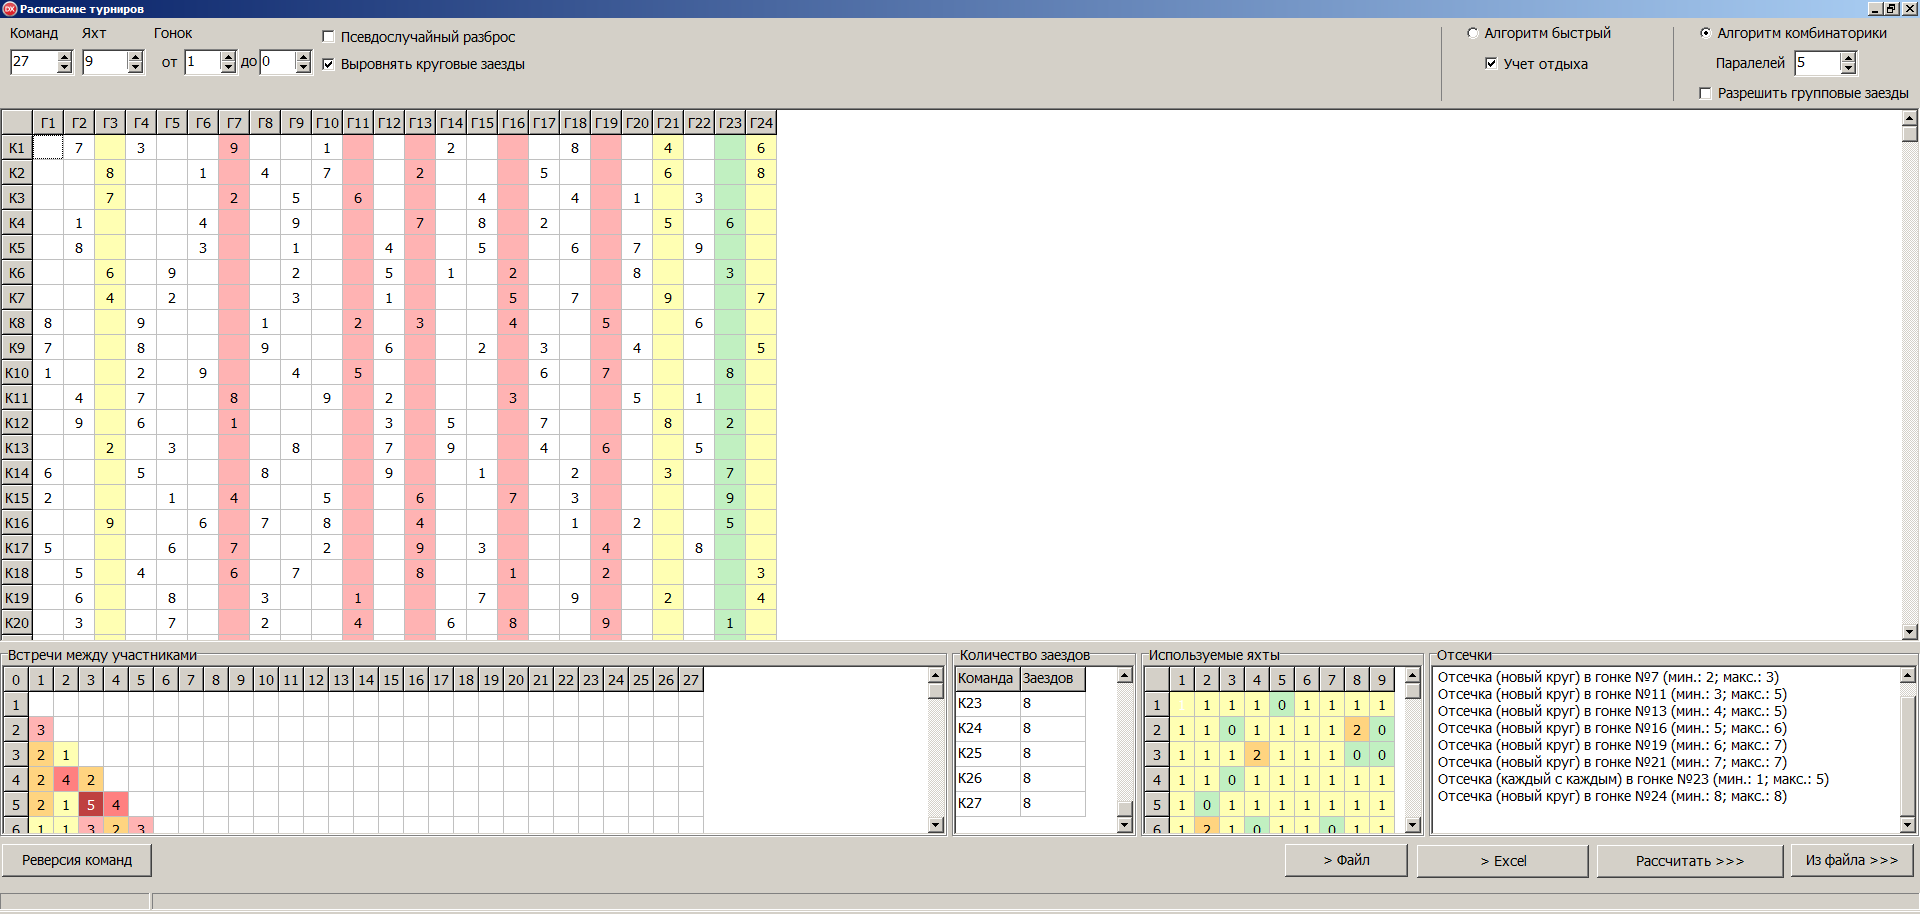 Расписание турниров
Команд Яхт Гонок
27 9 от 1 до 0
Псевдослучайный разброс
Выровнять круговые заезды
Алгоритм быстрый
Учет отдыха
Алгоритм комбинаторики
Паралелей 5
Разрешить групповые заезды
Г1 Г2 Г3 Г4 Г5 Г6 Г7 Г8 Г9 Г10 Г11 Г12 Г13 Г14 Г15 Г16 Г17 Г18 Г19 Г20 Г21 Г22 Г23 Г24
К1 7 3 9 1 2 8 4 6
К2 8 1 4 7 2 5 6 8
К3 7 2 5 6 4 4 1 3
К4 1 4 9 7 8 2 5 6
К5 8 3 1 4 5 6 7 9
К6 6 9 2 5 1 2 8 3
К7 4 2 3 1 5 7 9 7
К8 8 9 1 2 3 4 5 6
К9 7 8 9 6 2 3 4 5
К10 1 2 9 4 5 6 7 8
К11 4 7 8 9 2 3 5 1
К12 9 6 1 3 5 7 8 2
К13 2 3 8 7 9 4 6 5
К14 6 5 8 9 1 2 3 7
К15 2 1 4 5 6 7 3 9
К16 9 6 7 8 4 1 2 5
К17 5 6 7 2 9 3 4 8
К18 5 4 6 7 8 1 2 3
К19 6 8 3 1 7 9 2 4
К20 3 7 2 4 6 8 9 1
Встречи между участниками
0 1 2 3 4 5 6 7 8 9 10 11 12 13 14 15 16 17 18 19 20 21 22 23 24 25 26 27
1
2 3
3 2 1
4 2 4 2
5 2 1 5 4
6 1 1 3 2 3
Количество заездов
Команда Заездов
К23 8
К24 8
К25 8
К26 8
К27 8
Используемые яхты
1 2 3 4 5 6 7 8 9
1 1 1 1 0 1 1 1 1
2 1 1 0 1 1 1 1 2 0
3 1 1 1 2 1 1 1 0 0
4 1 1 0 1 1 1 1 1 1
5 1 0 1 1 1 1 1 1 1
6 1 2 1 0 1 1 0 1 1
Отсечки
Отсечка (новый круг) в гонке №7 (мин.: 2; макс.: 3)
Отсечка (новый круг) в гонке №11 (мин.: 3; макс.: 5)
Отсечка (новый круг) в гонке №13 (мин.: 4; макс.: 5)
Отсечка (новый круг) в гонке №16 (мин.: 5; макс.: 6)
Отсечка (новый круг) в гонке №19 (мин.: 6; макс.: 7)
Отсечка (новый круг) в гонке №21 (мин.: 7; макс.: 7)
Отсечка (каждый с каждым) в гонке №23 (мин.: 1; макс.: 5)
Отсечка (новый круг) в гонке №24 (мин.: 8; макс.: 8)
Реверсия команд
> Файл
> Excel
Рассчитать >>>
Из файла >>>